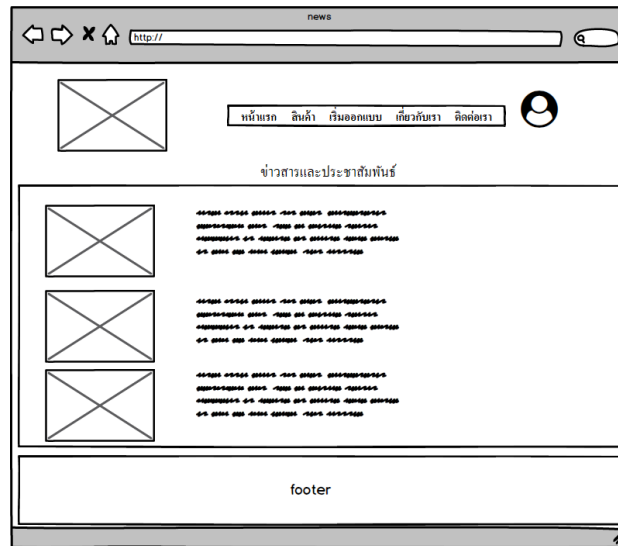 news
http://
หน้าแรก สินค้า เริ่มออกแบบ เกี่ยวกับเรา ติดต่อเรา
ข่าวสารและประชาสัมพันธ์
footer